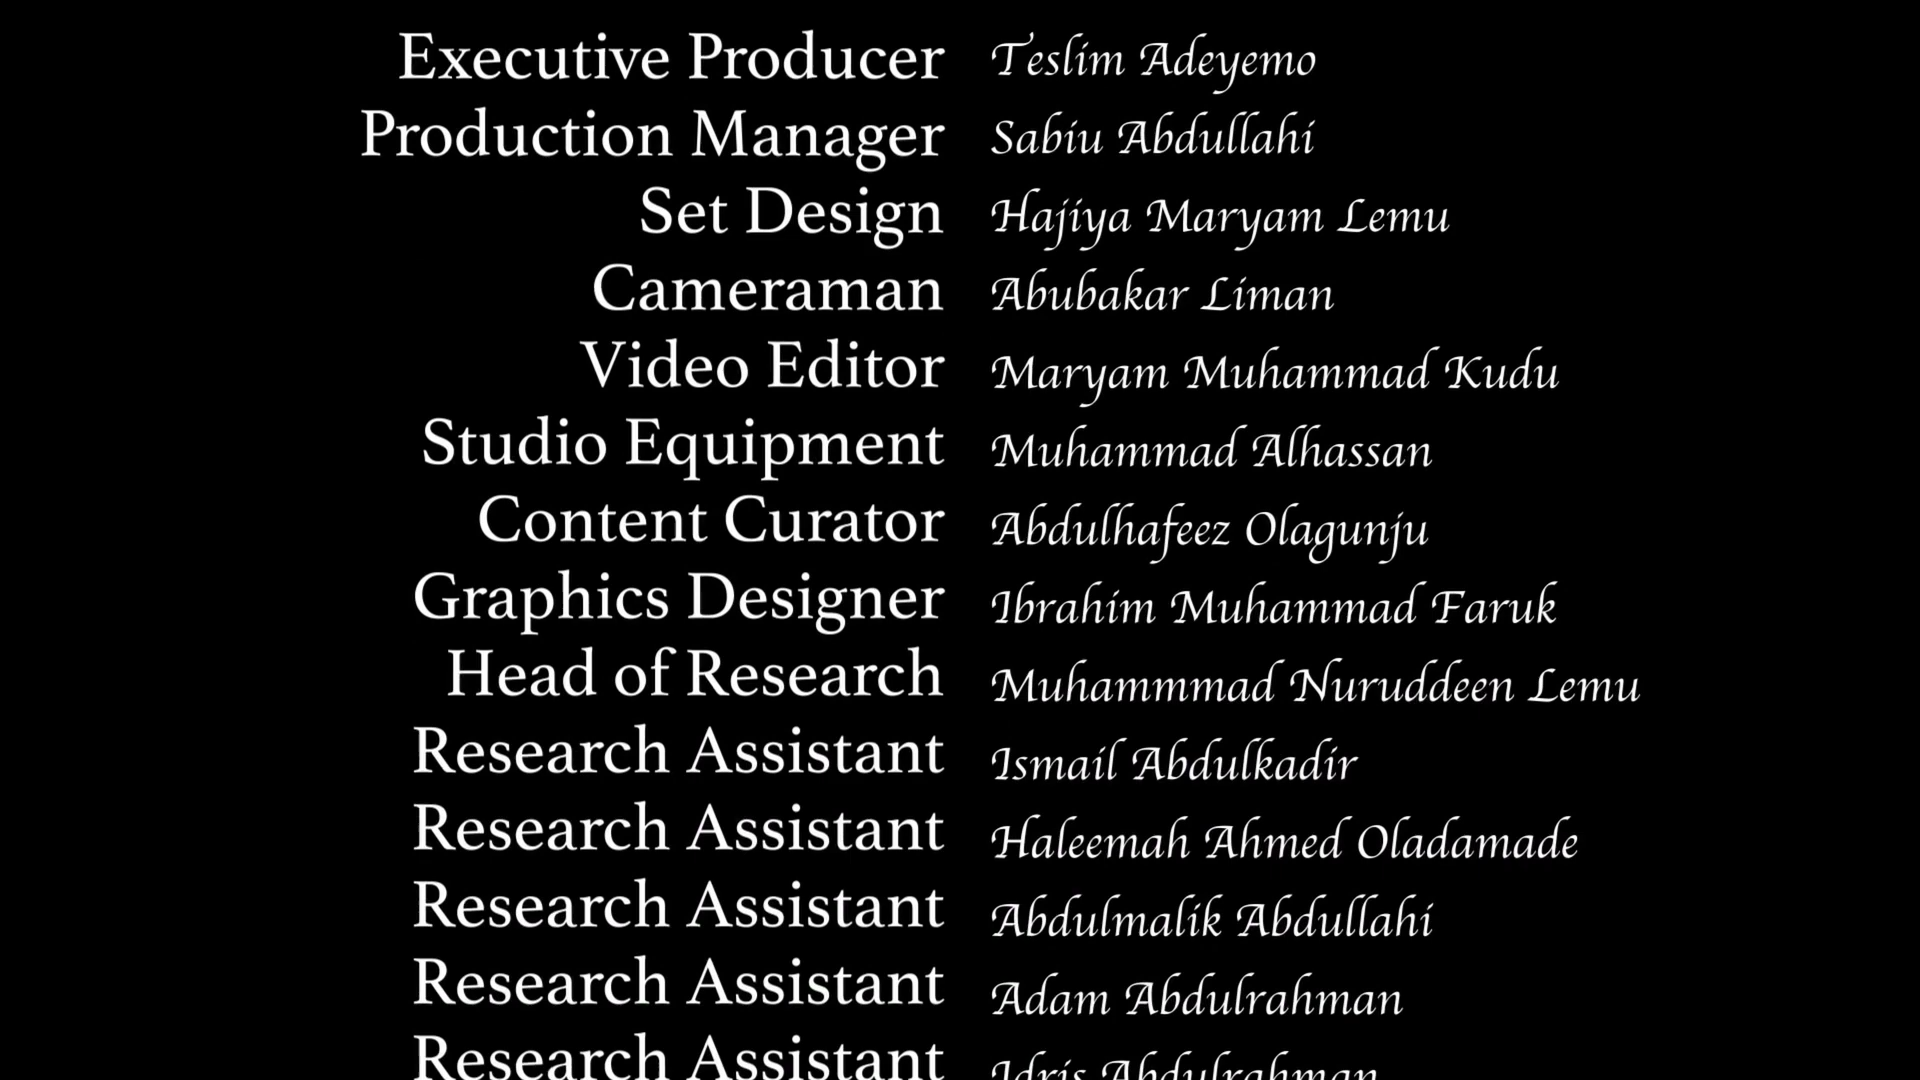 Executive Producer Teslim Adeyemo
Production Manager Sabiu Abdullahi
Set Design Hajiya Maryam Lemu
Cameraman Abubakar Liman
Video Editor Maryam Muhammad Kudu
Studio Equipment Muhammad Alhassan
Content Curator Abdulhafeez Olagunju
Graphics Designer Ibrahim Muhammad Faruk
Head of Research Muhammmad Nuruddeen Lemu
Research Assistant Ismail Abdulkadir
Research Assistant Haleemah Ahmed Oladamade
Research Assistant Abdulmalik Abdullahi
Research Assistant Adam Abdulrahman
Research Assistant Idris Abdulrahman